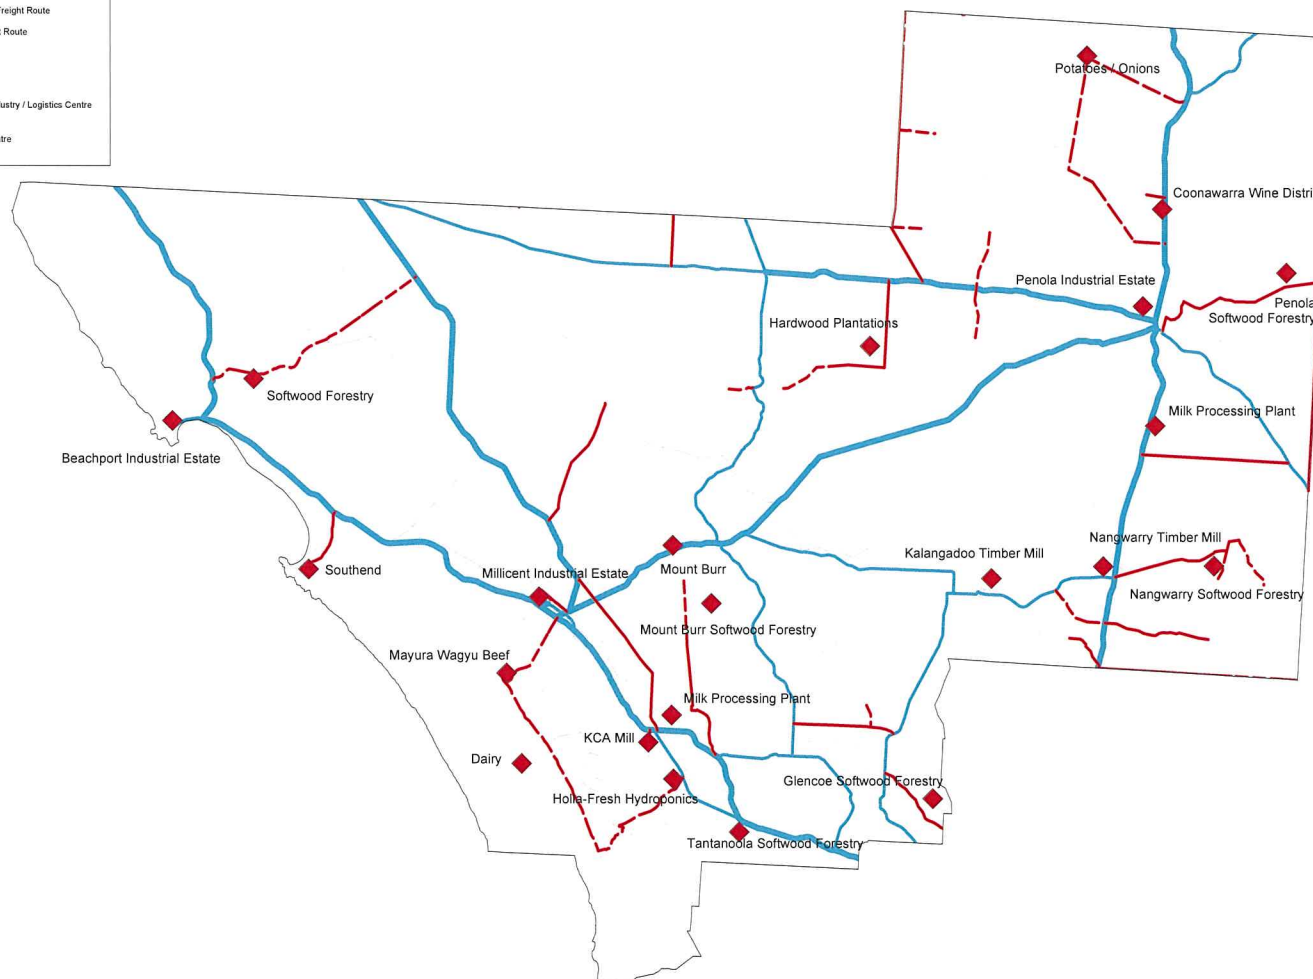 Freight Route
Route
ustry / Logistics Centre
tre
Potatoes / Onions
Coonawarra Wine Distri
Penola Industrial Estate
Penola
Softwood Forestry
Hardwood Plantations
Softwood Forestry
Milk Processing Plant
Beachport Industrial Estate
Nangwarry Timber Mill
Kalangadoo Timber Mill
Southend
Millicent Industrial Estate
Mount Burr
Nangwarry Softwood Forestry
Mount Burr Softwood Forestry
Mayura Wagyu Beef
Milk Processing Plant
KCA Mill
Dairy
Glencoe Softwood Forestry
Holla-Fresh Hydroponics
Tantanoola Softwood Forestry